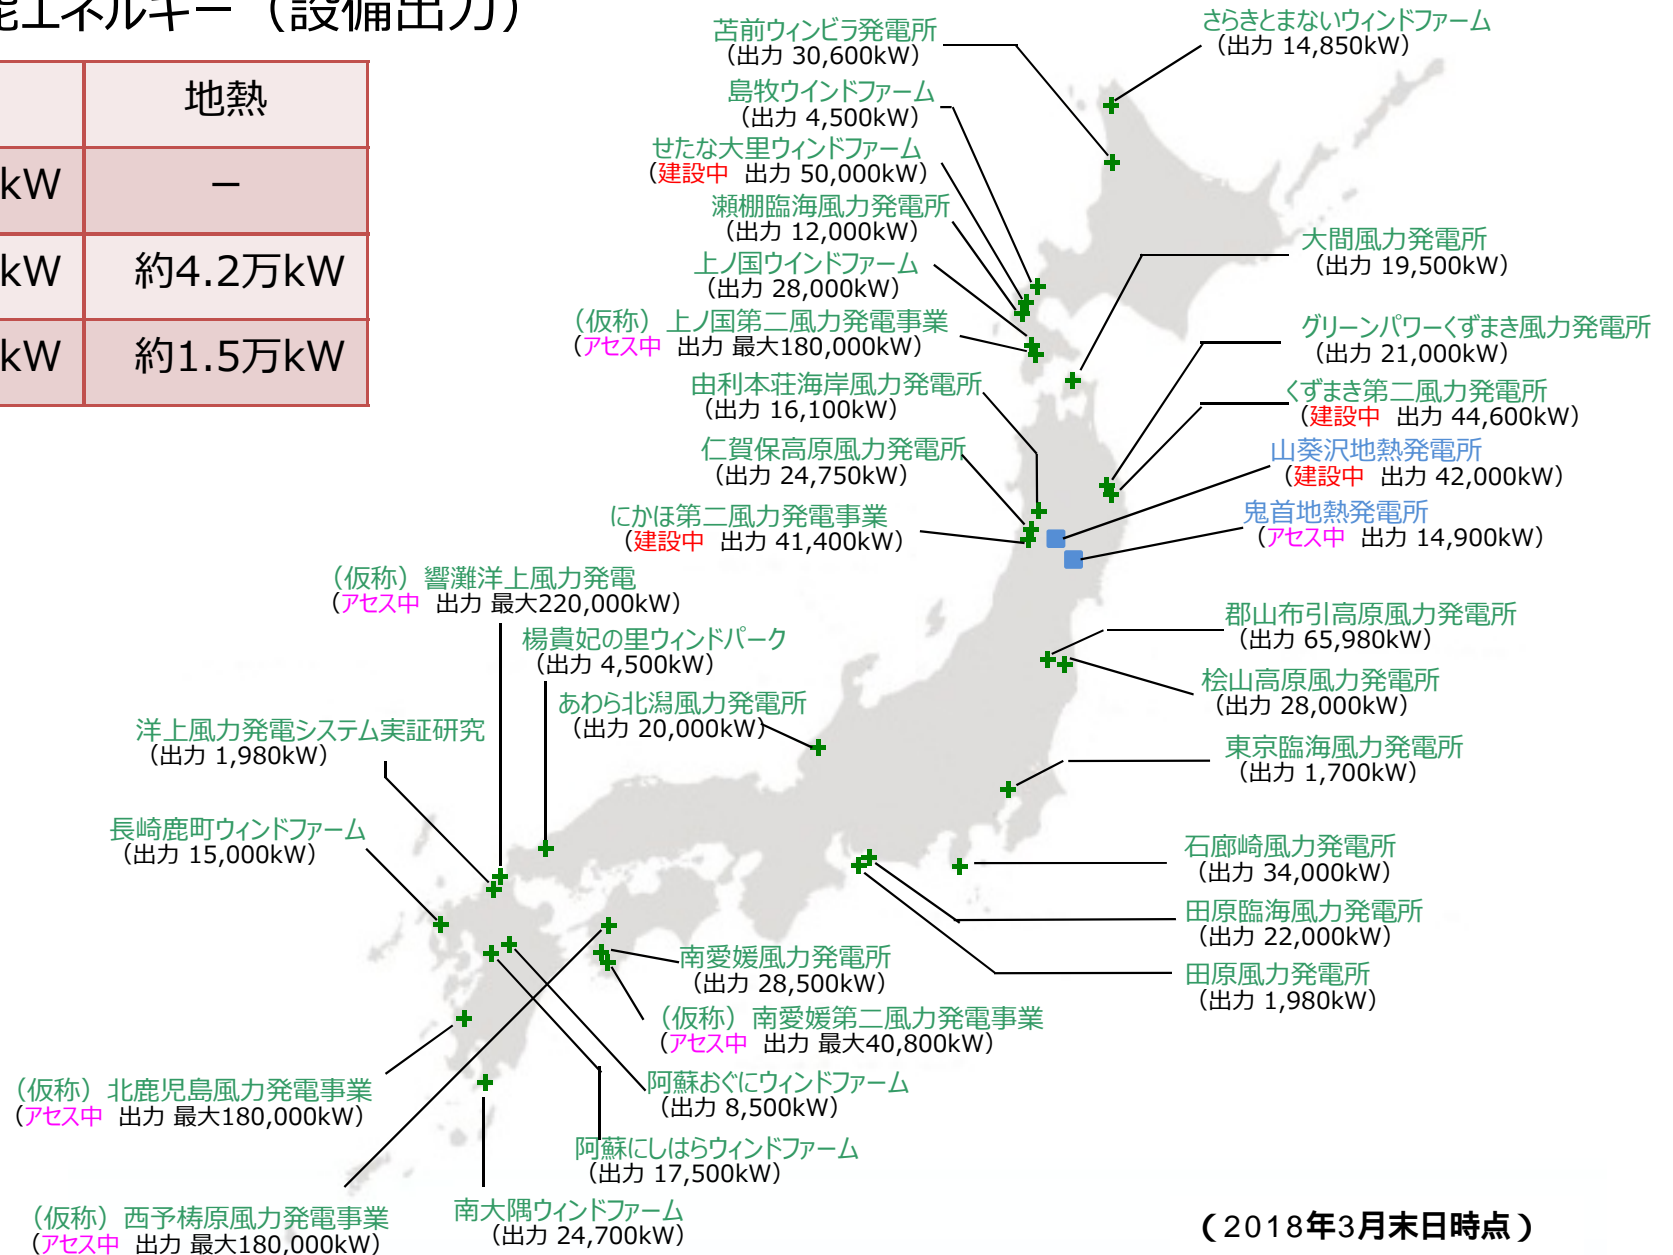 能エネルギー（設備出力）
地熱
kW
－
kW
約4.2万kW
kW
約1.5万kW
苫前ウィンビラ発電所
（出力 30,600kW）
さらきとまないウィンドファーム
（出力 14,850kW）
島牧ウインドファーム
（出力 4,500kW）
せたな大里ウィンドファーム
（建設中 出力 50,000kW）
瀬棚臨海風力発電所
（出力 12,000kW）
上ノ国ウインドファーム
（出力 28,000kW）
（仮称）上ノ国第二風力発電事業
（アセス中 出力 最大180,000kW）
大間風力発電所
（出力 19,500kW）
グリーンパワーくずまき風力発電所
（出力 21,000kW）
由利本荘海岸風力発電所
（出力 16,100kW）
くずまき第二風力発電所
（建設中 出力 44,600kW）
仁賀保高原風力発電所
（出力 24,750kW）
山葵沢地熱発電所
（建設中 出力 42,000kW）
にかほ第二風力発電事業
（建設中 出力 41,400kW）
鬼首地熱発電所
（アセス中 出力 14,900kW）
（仮称）響灘洋上風力発電
（アセス中 出力 最大220,000kW）
郡山布引高原風力発電所
（出力 65,980kW）
楊貴妃の里ウィンドパーク
（出力 4,500kW）
桧山高原風力発電所
（出力 28,000kW）
あわら北潟風力発電所
（出力 20,000kW）
洋上風力発電システム実証研究
（出力 1,980kW）
東京臨海風力発電所
（出力 1,700kW）
長崎鹿町ウィンドファーム
（出力 15,000kW）
石廊崎風力発電所
（出力 34,000kW）
田原臨海風力発電所
（出力 22,000kW）
南愛媛風力発電所
（出力 28,500kW）
田原風力発電所
（出力 1,980kW）
（仮称）南愛媛第二風力発電事業
（アセス中 出力 最大40,800kW）
（仮称）北鹿児島風力発電事業
（アセス中 出力 最大180,000kW）
阿蘇おぐにウィンドファーム
（出力 8,500kW）
阿蘇にしはらウィンドファーム
（出力 17,500kW）
（仮称）西予梼原風力発電事業
（アセス中 出力 最大180,000kW）
南大隅ウィンドファーム
（出力 24,700kW）
（2018年3月末日時点）